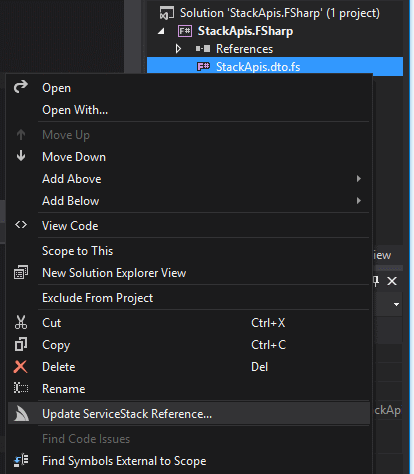 Solution 'StackApis.FSharp' (1 project)
F# StackApis.FSharp
References
F# StackApis.dto.fs
Open
Open With...
Move Up
Move Down
Add Above
Add Below
<> View Code
Scope to This
New Solution Explorer View
Exclude From Project
Cut Ctrl+X
Copy Ctrl+C
Delete Del
Rename
Update ServiceStack Reference...
Find Code Issues
Find Symbols External to Scope
iew
ckAp